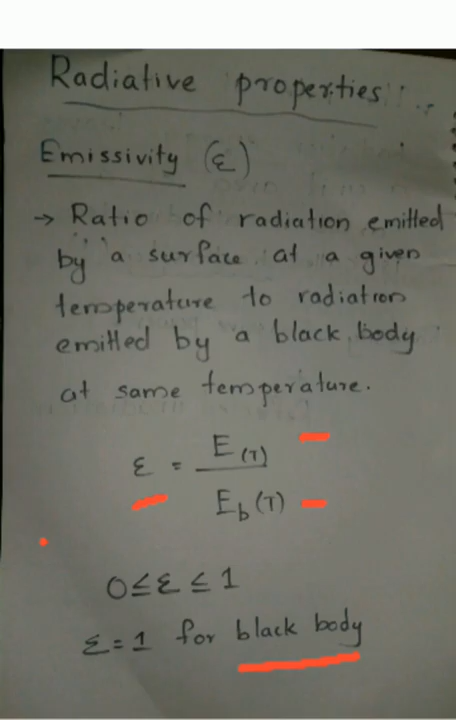 Radiative properties:
Emissivity (ε)
→ Ratio of radiation emitted
by a surface at a given
temperature to radiation
emitted by a black body
at same temperature.
ε = E(T) / E_b(T)
0≤ε≤1
ε=1 for black body